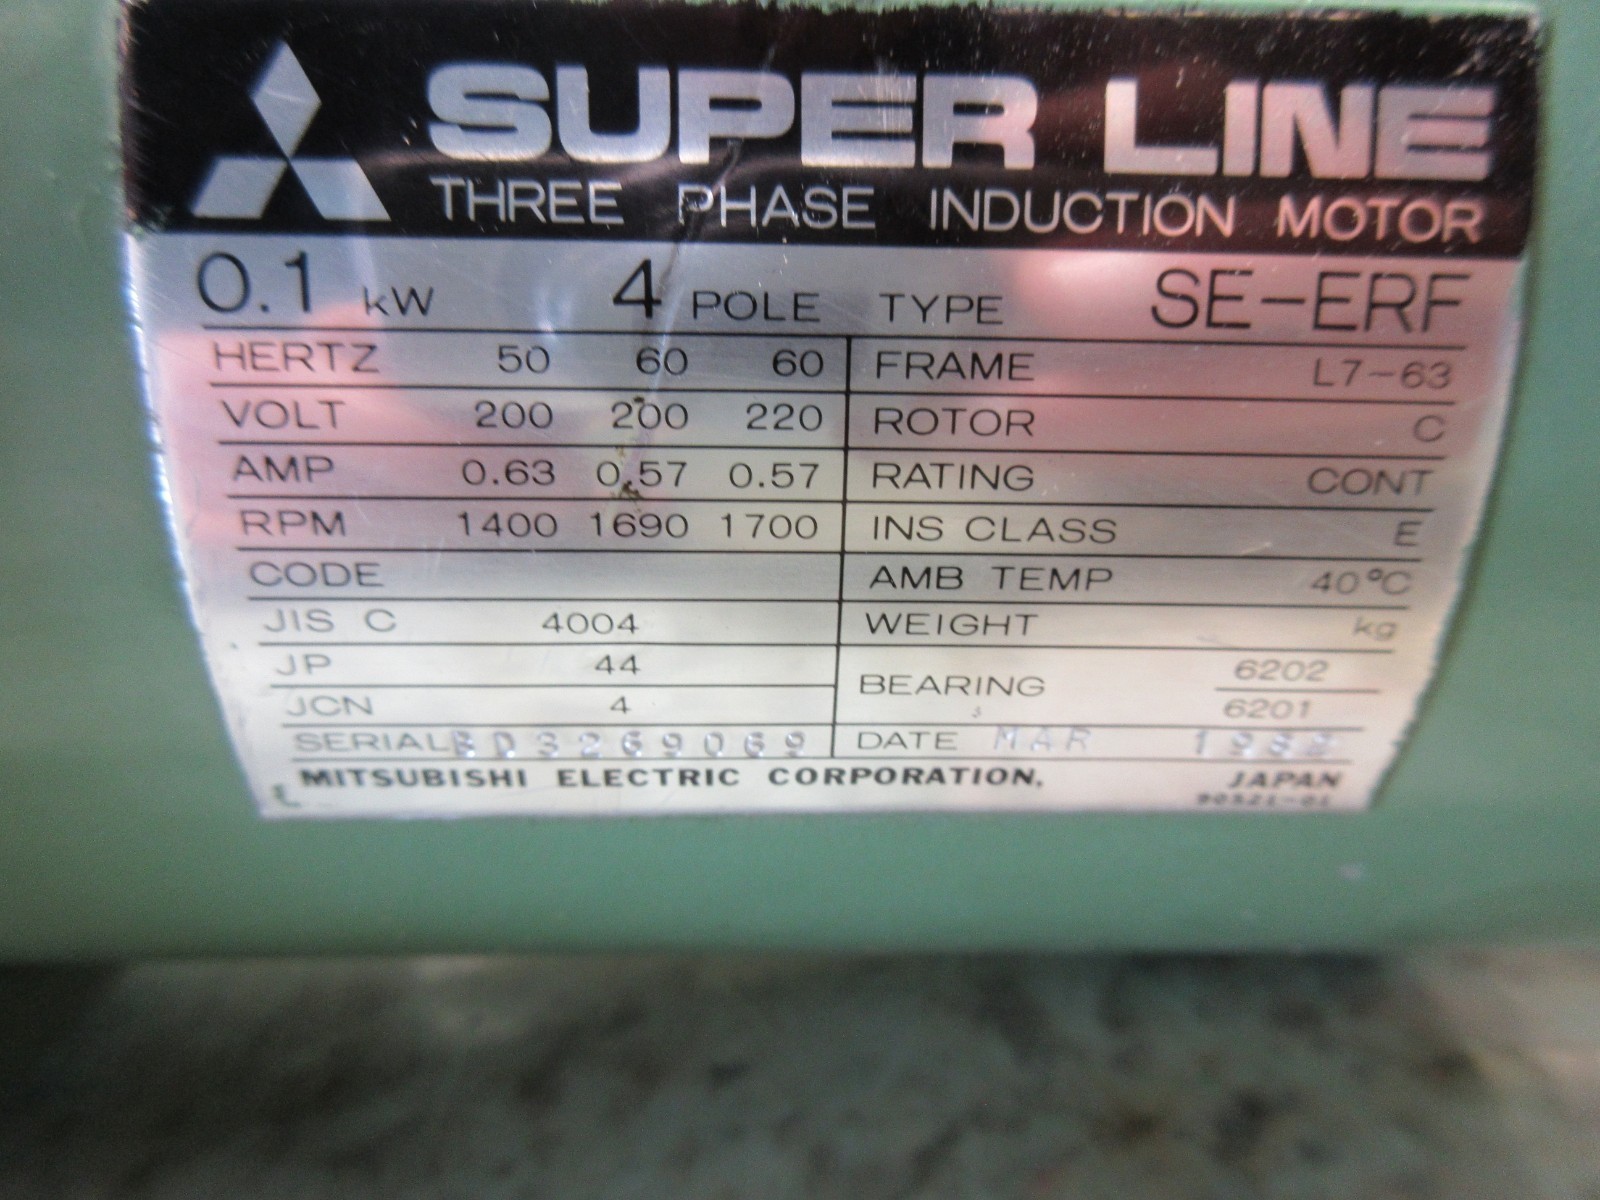 SUPER LINE
THREE PHASE INDUCTION MOTOR
0.1 kW 4 POLE TYPE SE-ERF
HERTZ 50 60 60 FRAME L7-63
VOLT 200 200 220 ROTOR C
AMP 0.63 0.57 0.57 RATING CONT
RPM 1400 1690 1700 INS CLASS E
CODE AMB TEMP 40°C
JIS C 4004 WEIGHT kg
JP 44 BEARING 6202
JCN 4 6201
SERIAL DATE MAR
MITSUBISHI ELECTRIC CORPORATION, JAPAN